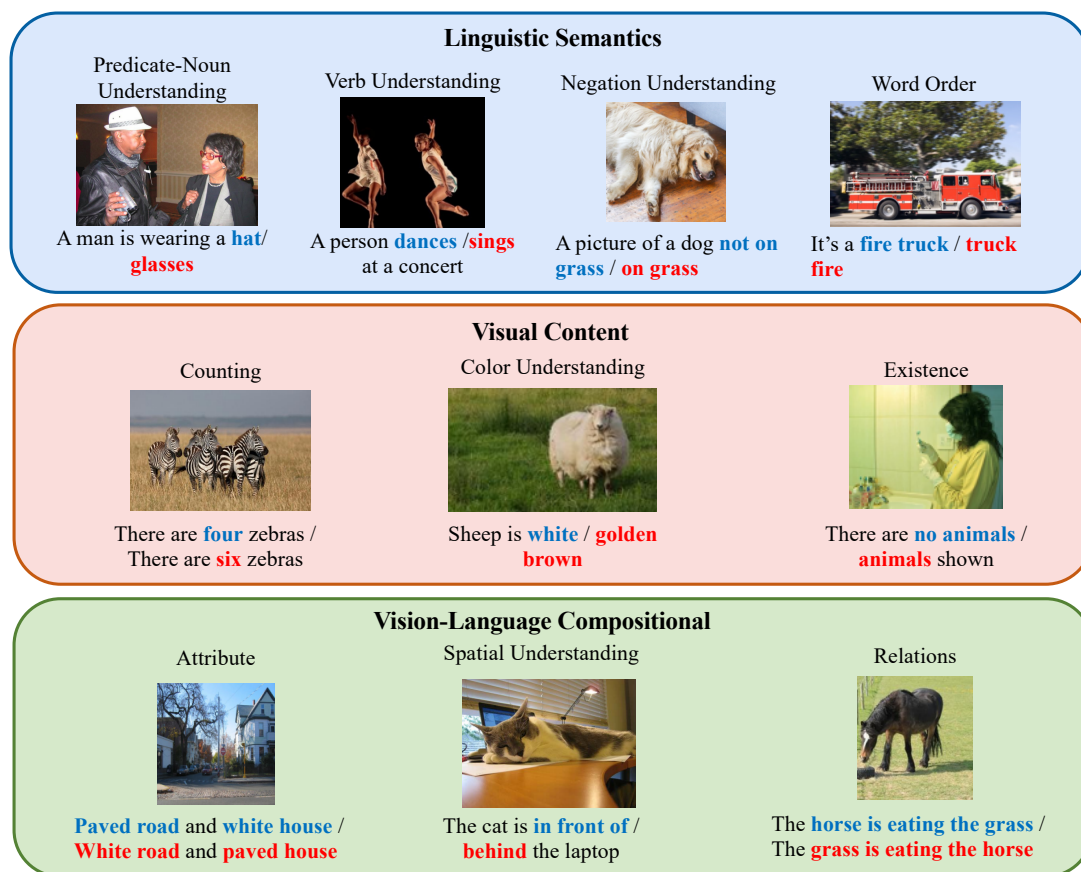 Linguistic Semantics
Predicate-Noun
Understanding
A man is wearing a hat/
glasses
Verb Understanding
A person dances /sings
at a concert
Negation Understanding
A picture of a dog not on
grass / on grass
Word Order
It's a fire truck / truck
fire
Visual Content
Counting
There are four zebras /
There are six zebras
Color Understanding
Sheep is white / golden
brown
Existence
There are no animals /
animals shown
Vision-Language Compositional
Attribute
Paved road and white house /
White road and paved house
Spatial Understanding
The cat is in front of /
behind the laptop
Relations
The horse is eating the grass /
The grass is eating the horse